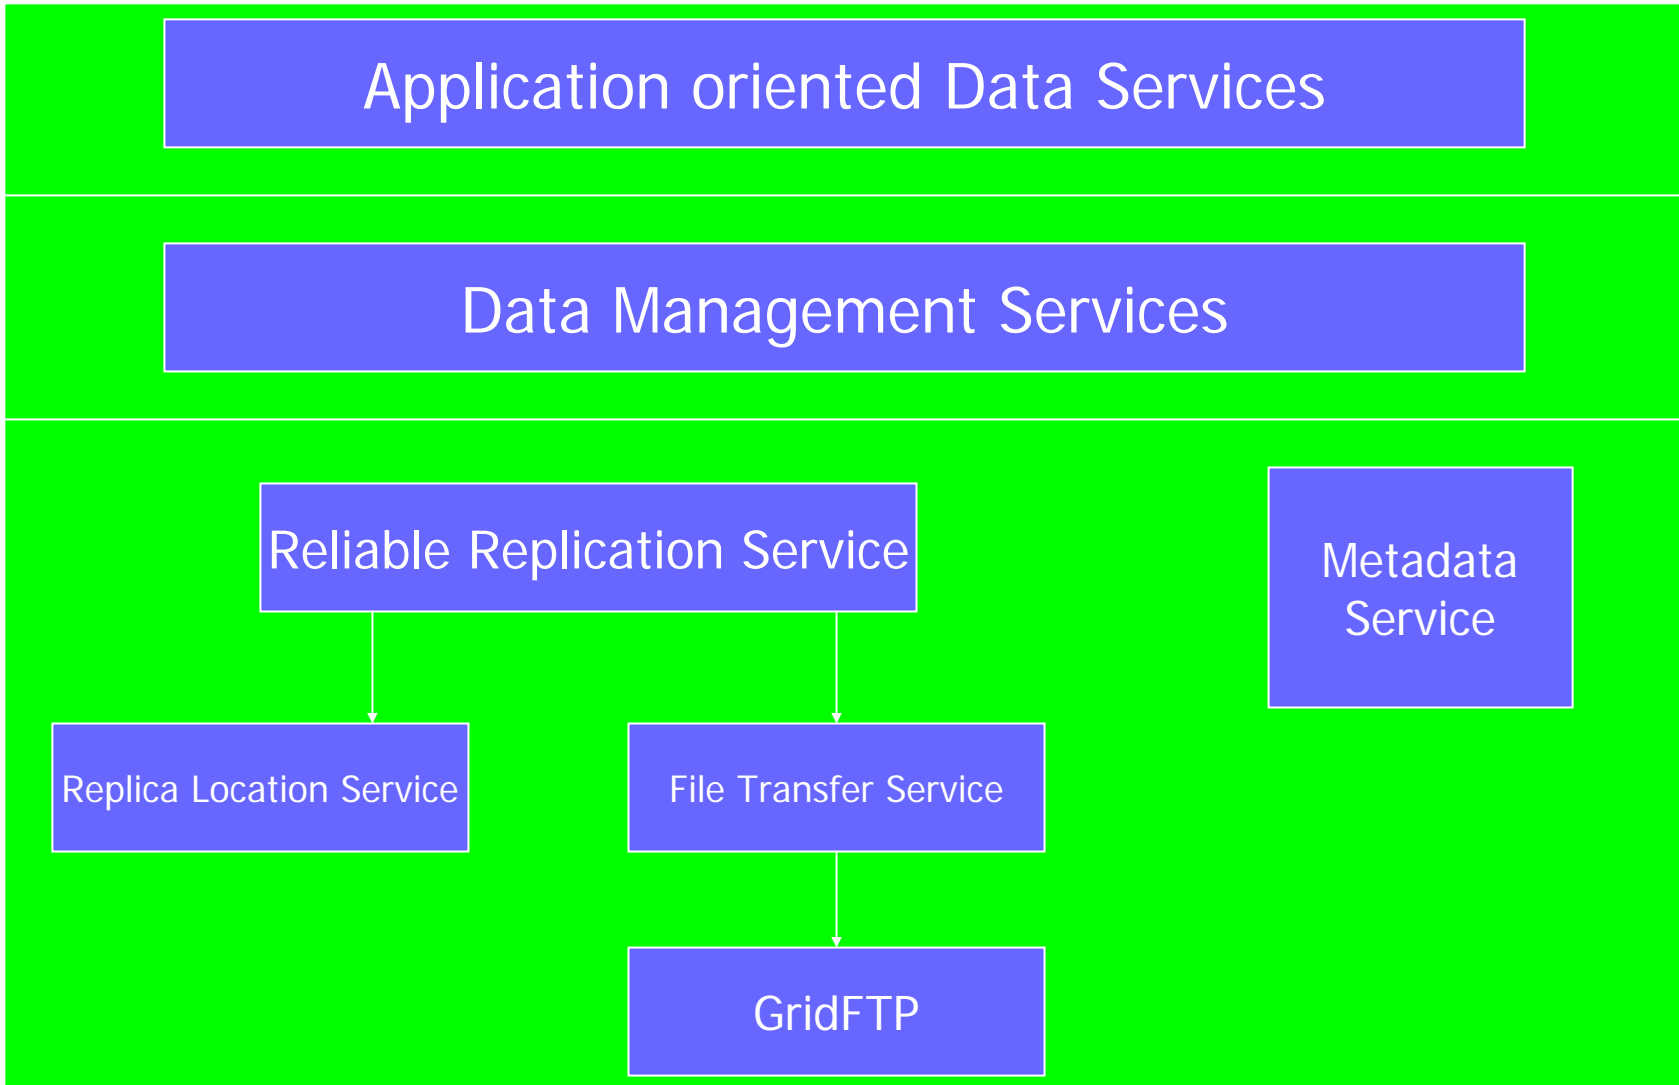 Application oriented Data Services
Data Management Services
Reliable Replication Service
Metadata
Service
Replica Location Service
File Transfer Service
GridFTP